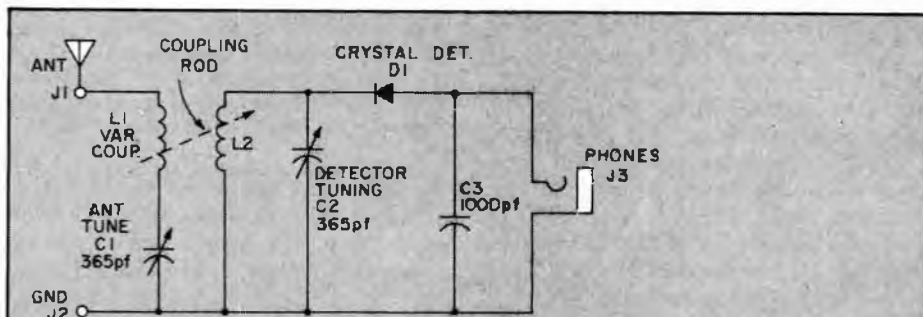 ANT
J1
COUPLING
ROD
CRYSTAL DET.
D1
L1
VAR.
COUP.
L2
ANT
TUNE
C1
365pf
DETECTOR
TUNING
C2
365pf
C3
1000pf
PHONES
J3
GND
J2